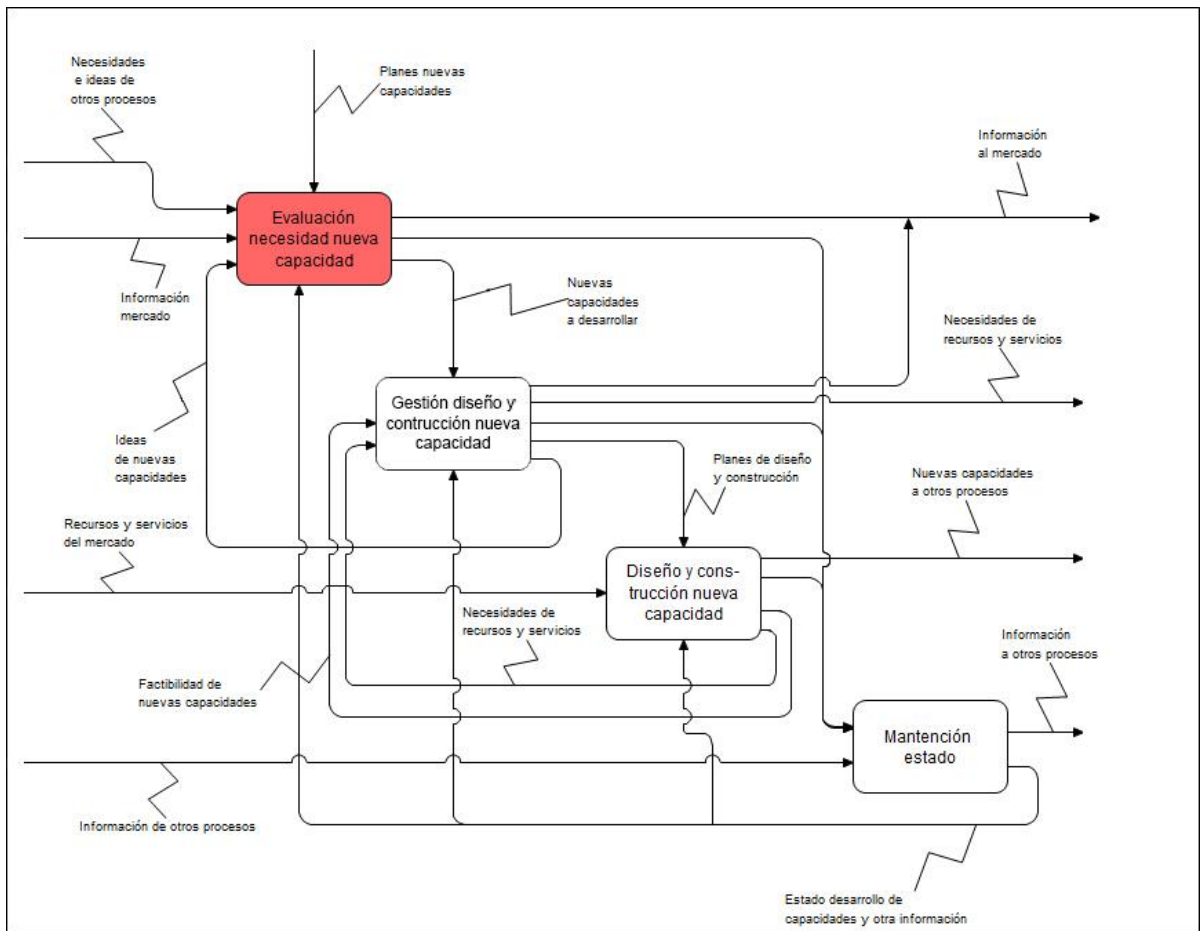 Necesidades
e ideas de
otros procesos
Planes nuevas
capacidades
Información
al mercado
Evaluación
necesidad nueva
capacidad
Información
mercado
Nuevas
capacidades
a desarrollar
Necesidades de
recursos y servicios
Gestión diseño y
contrucción nueva
capacidad
Ideas
de nuevas
capacidades
Planes de diseño
y construcción
Nuevas capacidades
a otros procesos
Recursos y servicios
del mercado
Diseño y cons-
trucción nueva
capacidad
Necesidades de
recursos y servicios
Información
a otros procesos
Factibilidad de
nuevas capacidades
Mantención
estado
Información de otros procesos
Estado desarrollo de
capacidades y otra información